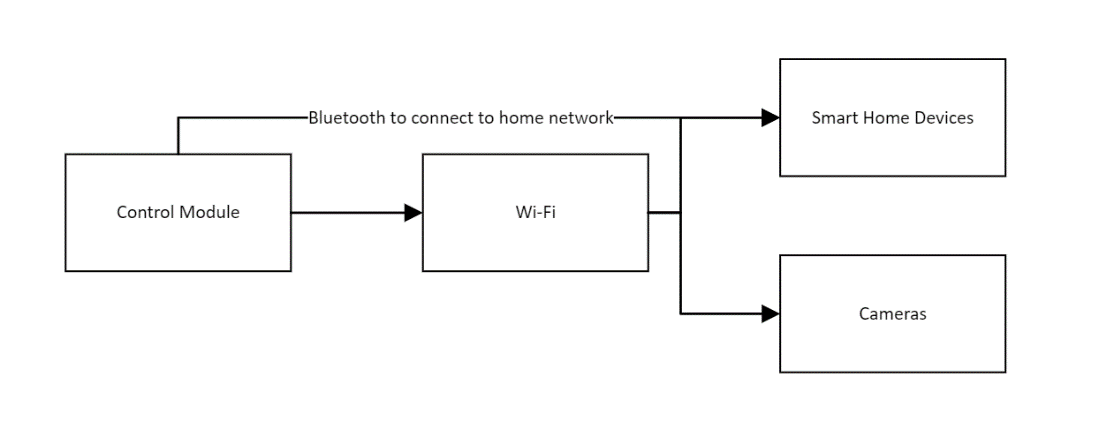 Bluetooth to connect to home network
Smart Home Devices
Control Module
Wi-Fi
Cameras